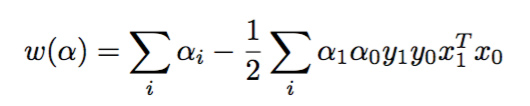 w(α) = ∑_i α_i − 1/2 ∑_i α_1 α_0 y_1 y_0 x_1^T x_0